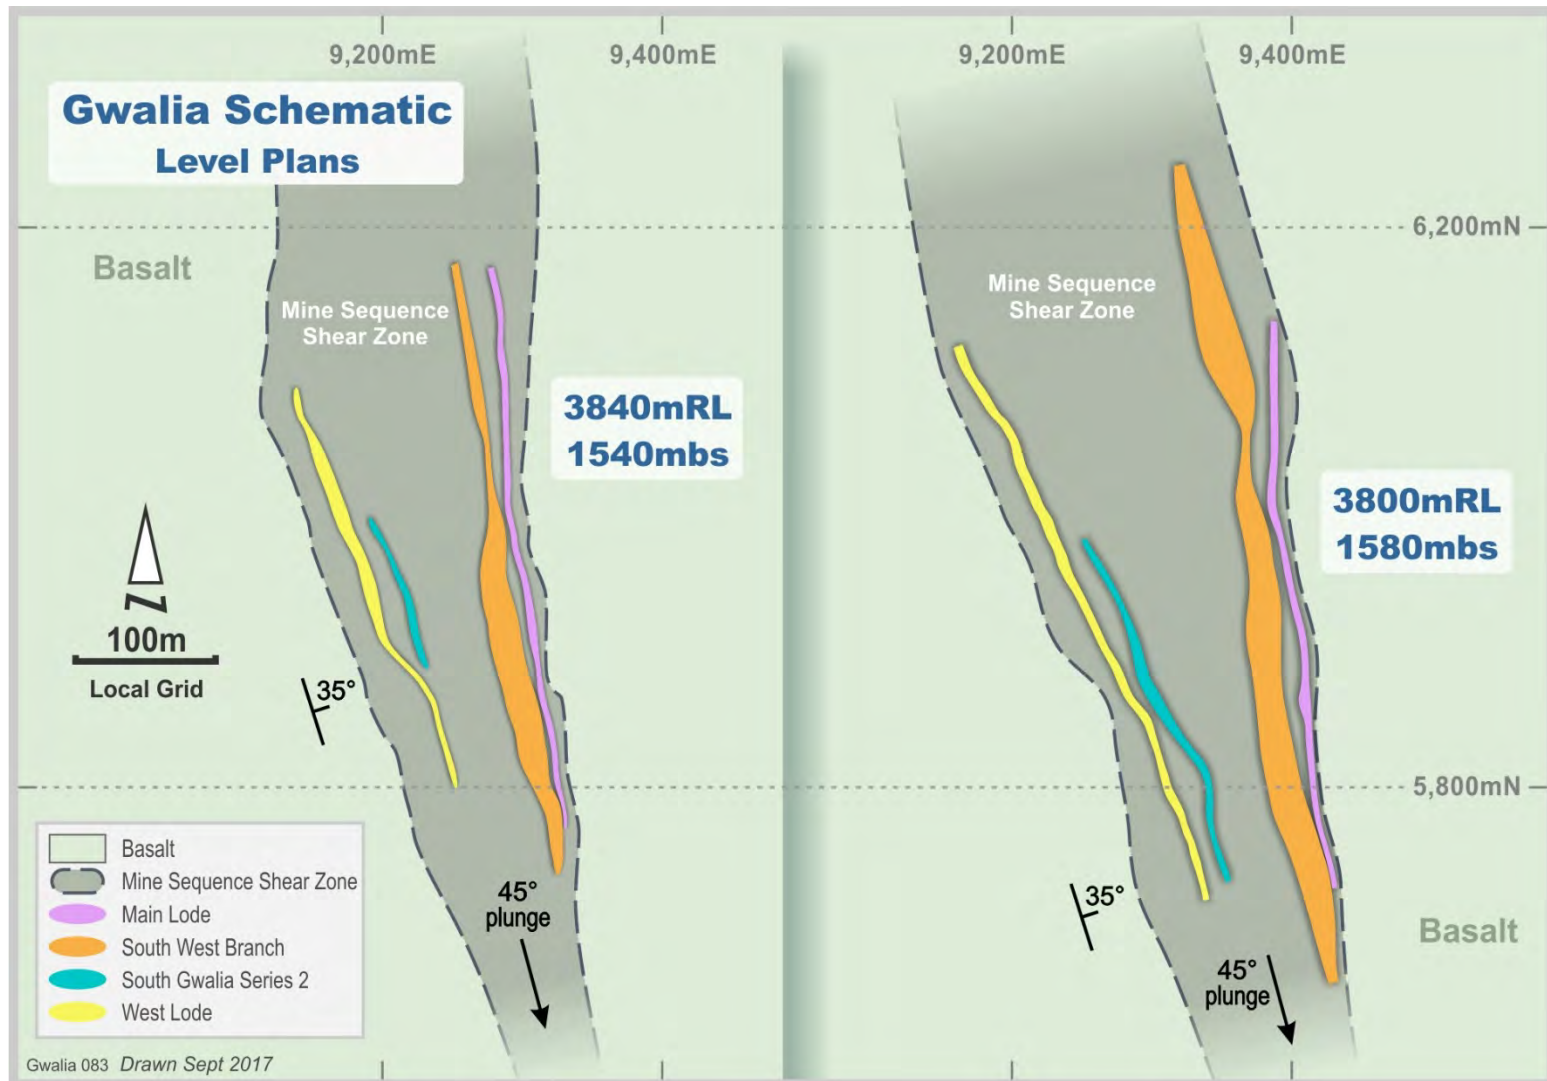 9,200mE
9,400mE
9,200mE
9,400mE
Gwalia Schematic
Level Plans
6,200mN
Basalt
Mine Sequence
Shear Zone
Mine Sequence
Shear Zone
3840mRL
1540mbs
3800mRL
1580mbs
N
100m
Local Grid
35°
5,800mN
Basalt
Mine Sequence Shear Zone
Main Lode
South West Branch
South Gwalia Series 2
West Lode
45°
plunge
35°
Basalt
45°
plunge
Gwalia 083 Drawn Sept 2017